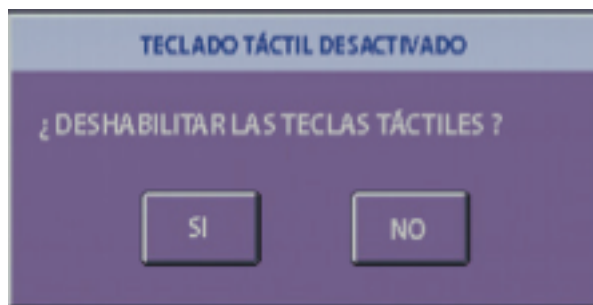 TECLADO TÁCTIL DESACTIVADO
¿ DESHABILITAR LAS TECLAS TÁCTILES ?
SI NO